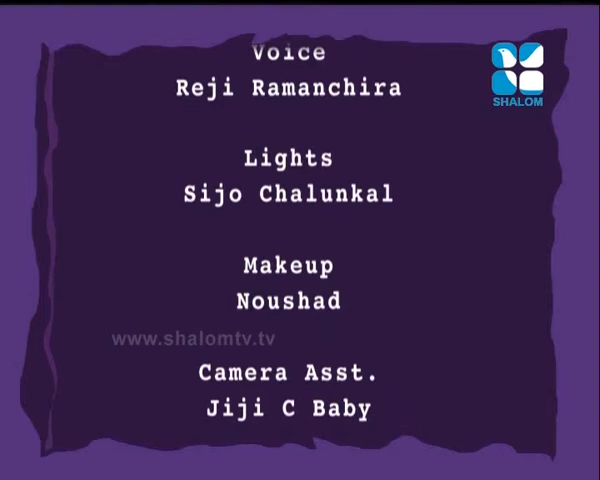 Voice
Reji Ramanchira
SHALOM
Lights
Sijo Chalunkal
Makeup
Noushad
www.shalomtv.tv
Camera Asst.
Jiji C Baby